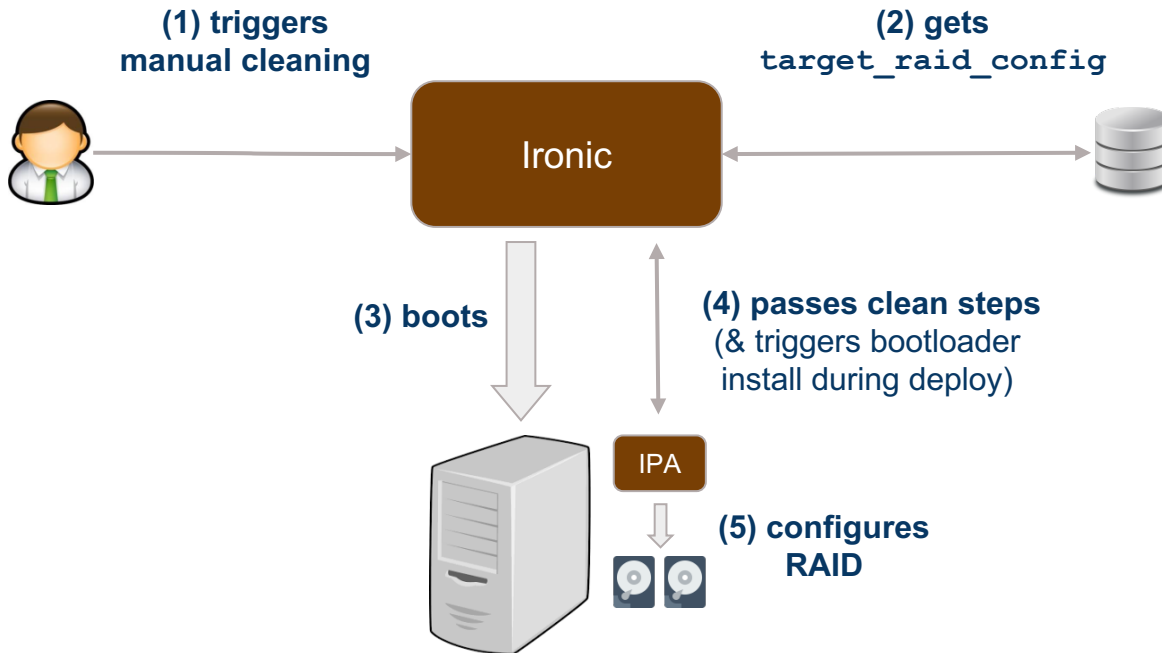 (1) triggers
manual cleaning
(2) gets
target_raid_config
Ironic
(3) boots
(4) passes clean steps
(& triggers bootloader
install during deploy)
IPA
(5) configures
RAID